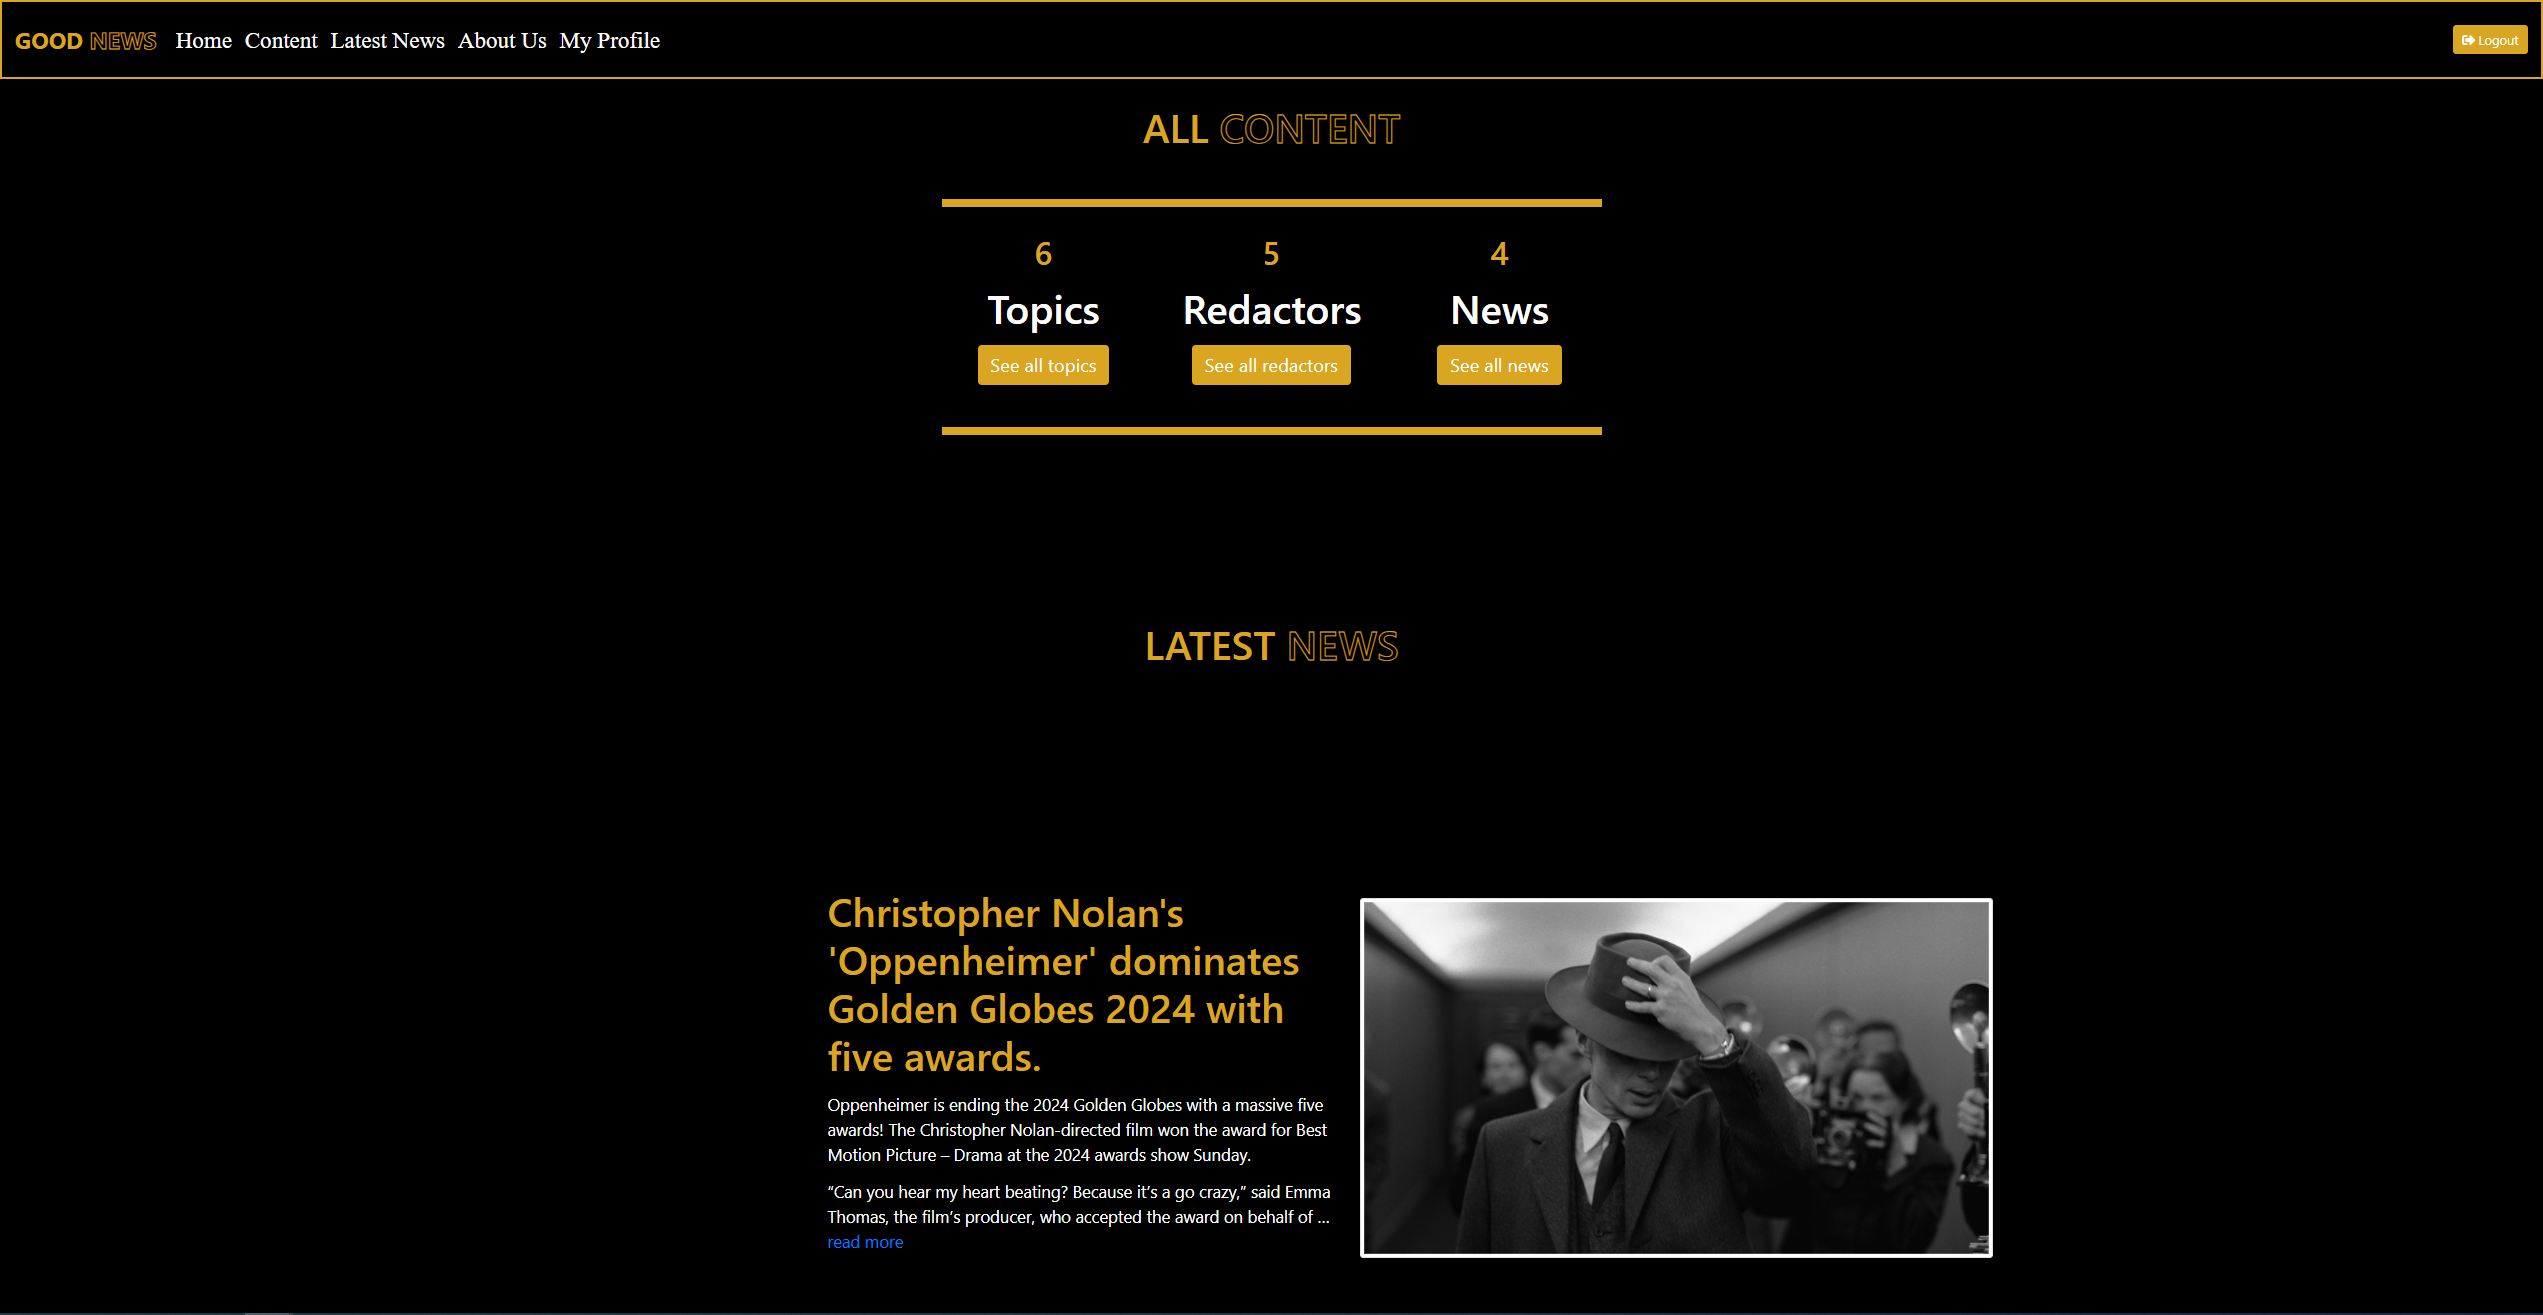 GOOD NEWS Home Content Latest News About Us My Profile Logout
ALL CONTENT
6 5 4
Topics Redactors News
See all topics See all redactors See all news
LATEST NEWS
Christopher Nolan's
'Oppenheimer' dominates
Golden Globes 2024 with
five awards.
Oppenheimer is ending the 2024 Golden Globes with a massive five
awards! The Christopher Nolan-directed film won the award for Best
Motion Picture – Drama at the 2024 awards show Sunday.
“Can you hear my heart beating? Because it’s a go crazy,” said Emma
Thomas, the film’s producer, who accepted the award on behalf of ...
read more